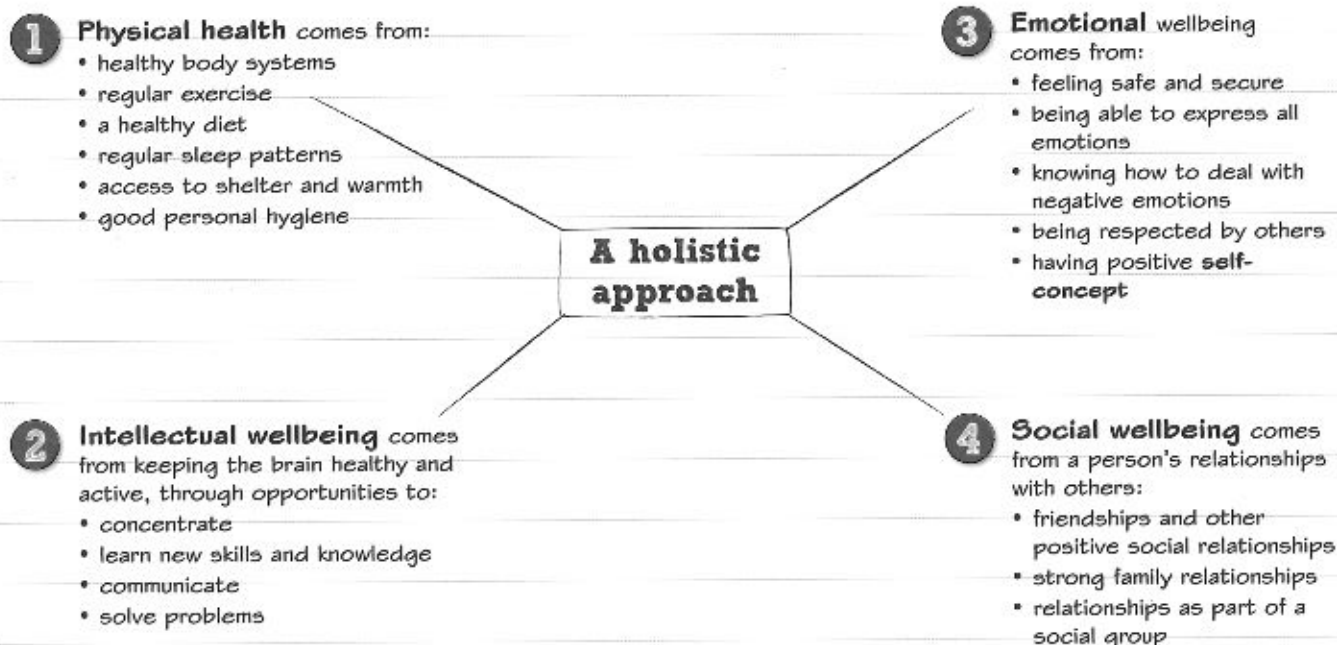 1 Physical health comes from:
• healthy body systems
• regular exercise
• a healthy diet
• regular sleep patterns
• access to shelter and warmth
• good personal hygiene
2 Intellectual wellbeing comes
from keeping the brain healthy and
active, through opportunities to:
• concentrate
• learn new skills and knowledge
• communicate
• solve problems
A holistic
approach
3 Emotional wellbeing
comes from:
• feeling safe and secure
• being able to express all
emotions
• knowing how to deal with
negative emotions
• being respected by others
• having positive self-
concept
4 Social wellbeing comes
from a person's relationships
with others:
• friendships and other
positive social relationships
• strong family relationships
• relationships as part of a
social group